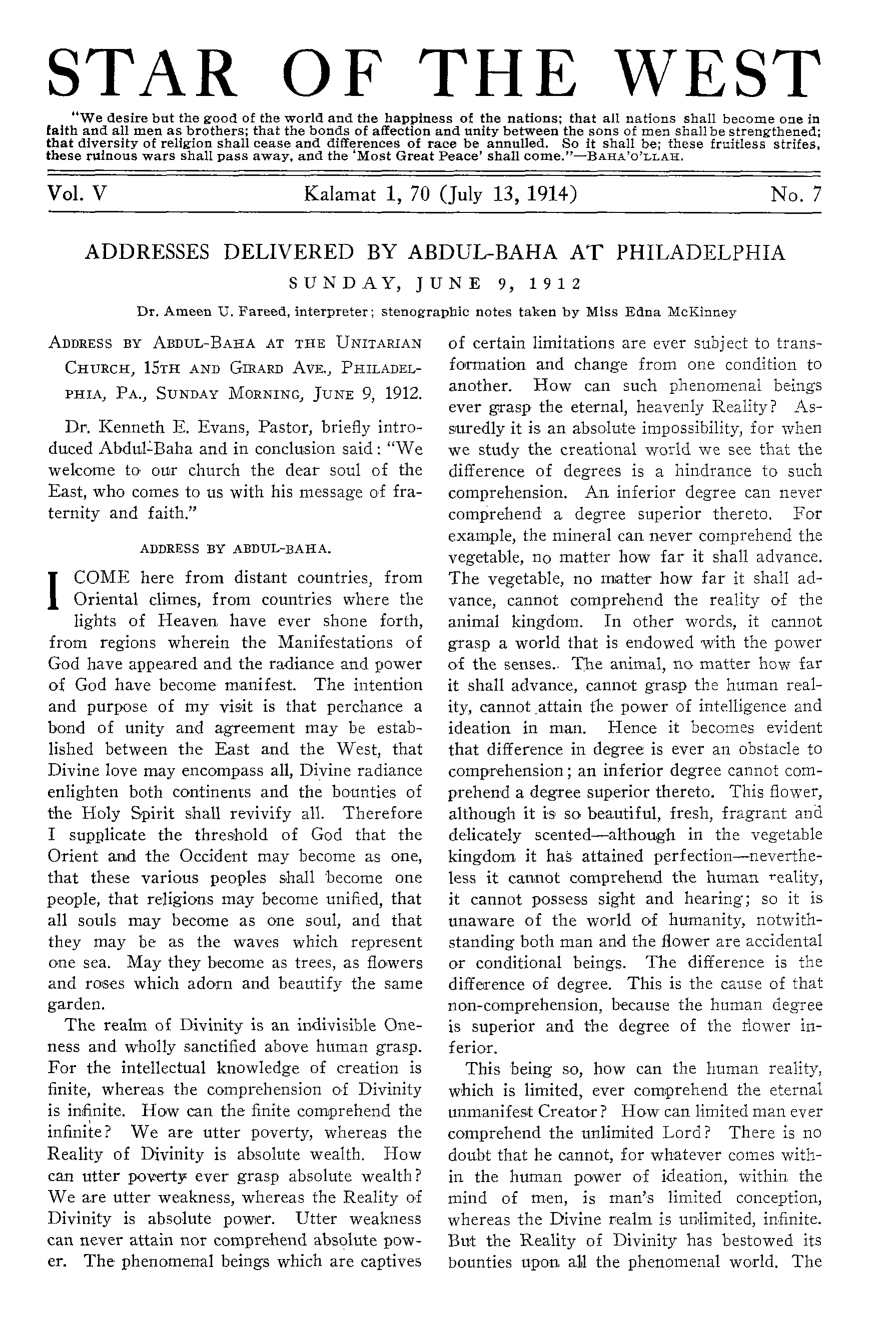 STAR OF THE WEST
"We desire but the good of the world and the happiness of the nations; that all nations shall become one in
faith and all men as brothers; that the bonds of affection and unity between the sons of men shall be strengthened;
that diversity of religion shall cease and differences of race be annulled. So it shall be; these fruitless strifes,
these ruinous wars shall pass away, and the 'Most Great Peace' shall come."—BAHA'O'LLAH.
Vol. V Kalamat 1, 70 (July 13, 1914) No. 7
ADDRESSES DELIVERED BY ABDUL-BAHA AT PHILADELPHIA
SUNDAY, JUNE 9, 1912
Dr. Ameen U. Fareed, interpreter; stenographic notes taken by Miss Edna McKinney
ADDRESS BY ABDUL-BAHA AT THE UNITARIAN
CHURCH, 15TH AND GIRARD AVE., PHILADEL-
PHIA, PA., SUNDAY MORNING, JUNE 9, 1912.
Dr. Kenneth E. Evans, Pastor, briefly intro-
duced Abdul-Baha and in conclusion said: "We
welcome to our church the dear soul of the
East, who comes to us with his message of fra-
ternity and faith."
ADDRESS BY ABDUL-BAHA.
I COME here from distant countries, from
Oriental climes, from countries where the
lights of Heaven have ever shone forth,
from regions wherein the Manifestations of
God have appeared and the radiance and power
of God have become manifest. The intention
and purpose of my visit is that perchance a
bond of unity and agreement may be estab-
lished between the East and the West, that
Divine love may encompass all, Divine radiance
enlighten both continents and the bounties of
the Holy Spirit shall revivify all. Therefore
I supplicate the threshold of God that the
Orient and the Occident may become as one,
that these various peoples shall become one
people, that religions may become unified, that
all souls may become as one soul, and that
they may be as the waves which represent
one sea. May they become as trees, as flowers
and roses which adorn and beautify the same
garden.
The realm of Divinity is an indivisible One-
ness and wholly sanctified above human grasp.
For the intellectual knowledge of creation is
finite, whereas the comprehension of Divinity
is infinite. How can the finite comprehend the
infinite? We are utter poverty, whereas the
Reality of Divinity is absolute wealth. How
can utter poverty ever grasp absolute wealth?
We are utter weakness, whereas the Reality of
Divinity is absolute power. Utter weakness
can never attain nor comprehend absolute pow-
er. The phenomenal beings which are captives
of certain limitations are ever subject to trans-
formation and change from one condition to
another. How can such phenomenal beings
ever grasp the eternal, heavenly Reality? As-
suredly it is an absolute impossibility, for when
we study the creational world we see that the
difference of degrees is a hindrance to such
comprehension. An inferior degree can never
comprehend a degree superior thereto. For
example, the mineral can never comprehend the
vegetable, no matter how far it shall advance.
The vegetable, no matter how far it shall ad-
vance, cannot comprehend the reality of the
animal kingdom. In other words, it cannot
grasp a world that is endowed with the power
of the senses. The animal, no matter how far
it shall advance, cannot grasp the human real-
ity, cannot attain the power of intelligence and
ideation in man. Hence it becomes evident
that difference in degree is ever an obstacle to
comprehension; an inferior degree cannot com-
prehend a degree superior thereto. This flower,
although it is so beautiful, fresh, fragrant and
delicately scented—although in the vegetable
kingdom it has attained perfection—neverthe-
less it cannot comprehend the human reality,
it cannot possess sight and hearing; so it is
unaware of the world of humanity, notwith-
standing both man and the flower are accidental
or conditional beings. The difference is the
difference of degree. This is the cause of that
non-comprehension, because the human degree
is superior and the degree of the flower in-
ferior.
This being so, how can the human reality,
which is limited, ever comprehend the eternal
unmanifest Creator? How can limited man ever
comprehend the unlimited Lord? There is no
doubt that he cannot, for whatever comes with-
in the human power of ideation, within the
mind of men, is man's limited conception,
whereas the Divine realm is unlimited, infinite.
But the Reality of Divinity has bestowed its
bounties upon all the phenomenal world. The